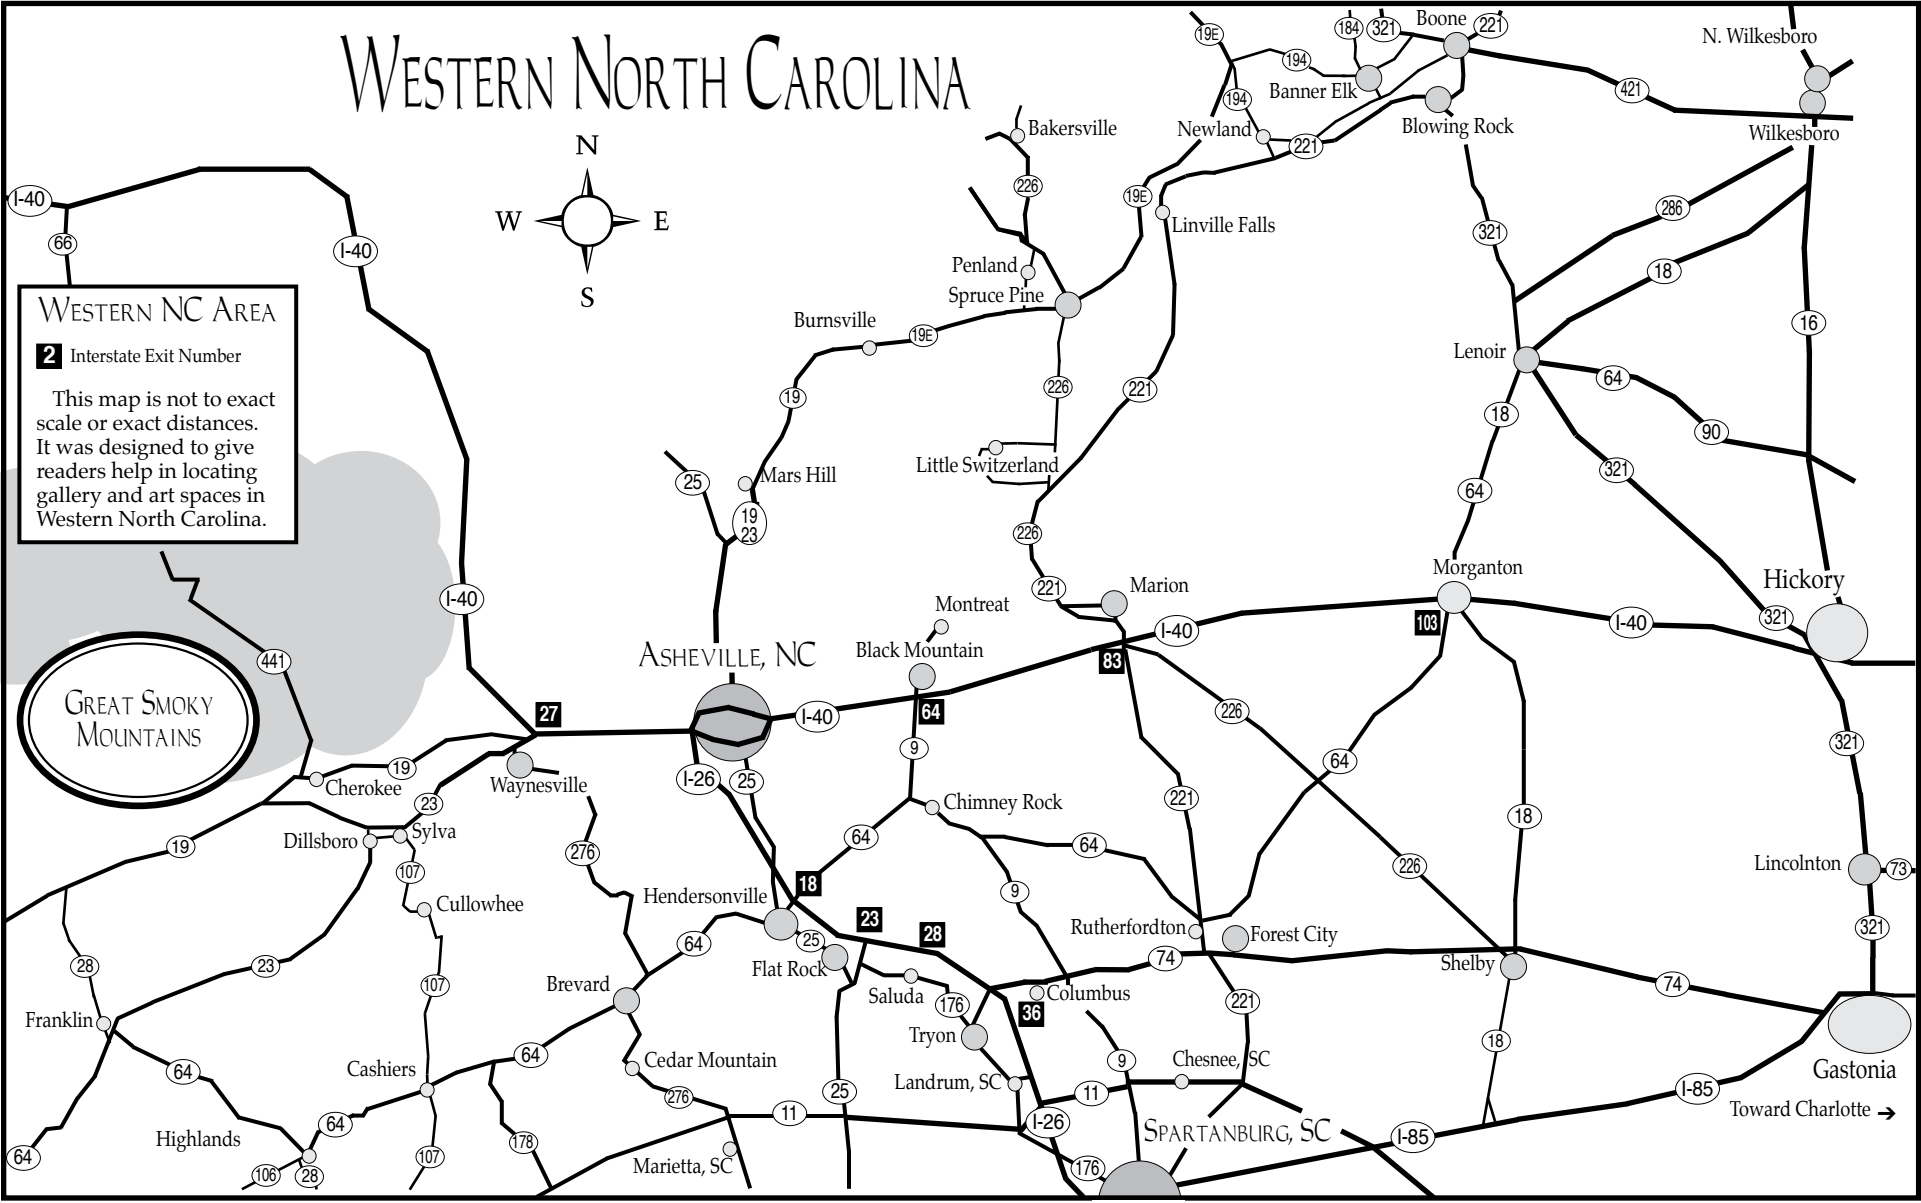 WESTERN NORTH CAROLINA
N
W
E
S
WESTERN NC AREA
2 Interstate Exit Number
This map is not to exact
scale or exact distances.
It was designed to give
readers help in locating
gallery and art spaces in
Western North Carolina.
I-40
66
I-40
I-40
441
GREAT SMOKY
MOUNTAINS
19E
184
321
Boone
221
N. Wilkesboro
194
Banner Elk
194
421
Newland
221
Blowing Rock
Wilkesboro
Bakersville
226
19E
Linville Falls
321
286
18
16
Penland
Spruce Pine
Burnsville
19E
19
226
221
Lenoir
64
18
90
321
64
Little Switzerland
25
Mars Hill
19
23
226
221
Marion
Morganton
Hickory
103
I-40
321
I-40
83
Montreat
Black Mountain
ASHEVILLE, NC
27
I-40
64
9
226
64
321
I-26
25
Waynesville
Cherokee
19
23
Dillsboro
Sylva
19
107
Cullowhee
276
Chimney Rock
64
64
221
18
226
Lincolnton
73
321
18
Hendersonville
23
28
9
Rutherfordton
Forest City
74
Shelby
74
25
Flat Rock
64
28
23
107
Brevard
Saluda
176
Columbus
36
221
Tryon
Franklin
64
Cashiers
64
Cedar Mountain
276
25
Landrum, SC
9
Chesnee, SC
18
Gastonia
Toward Charlotte
I-85
11
11
I-26
SPARTANBURG, SC
I-85
176
Highlands
64
64
106
28
107
178
Marietta, SC